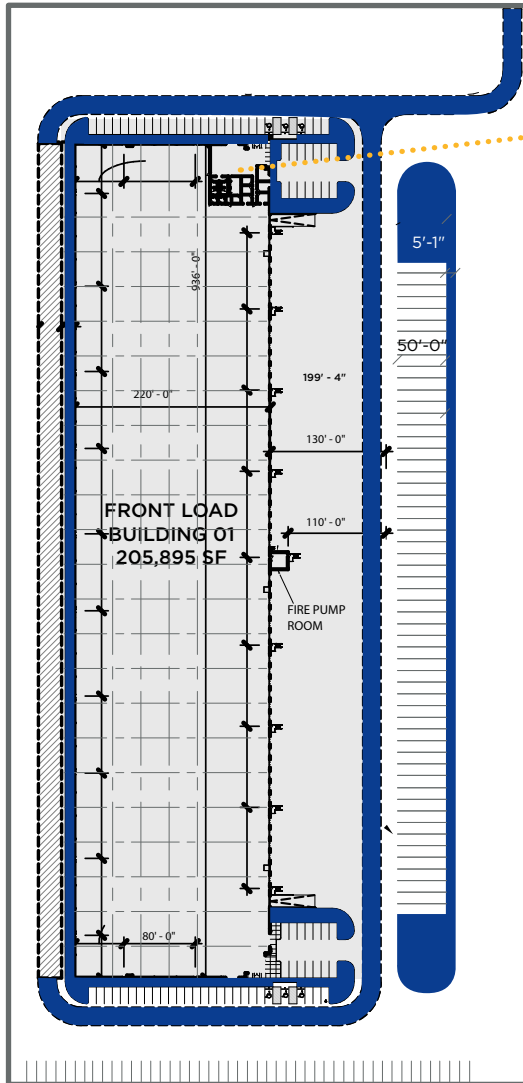 5'-1"
936' - 0"
50'-0"
199' - 4"
220' - 0"
130' - 0"
FRONT LOAD
BUILDING 01
205,895 SF
110' - 0"
FIRE PUMP
ROOM
80' - 0"